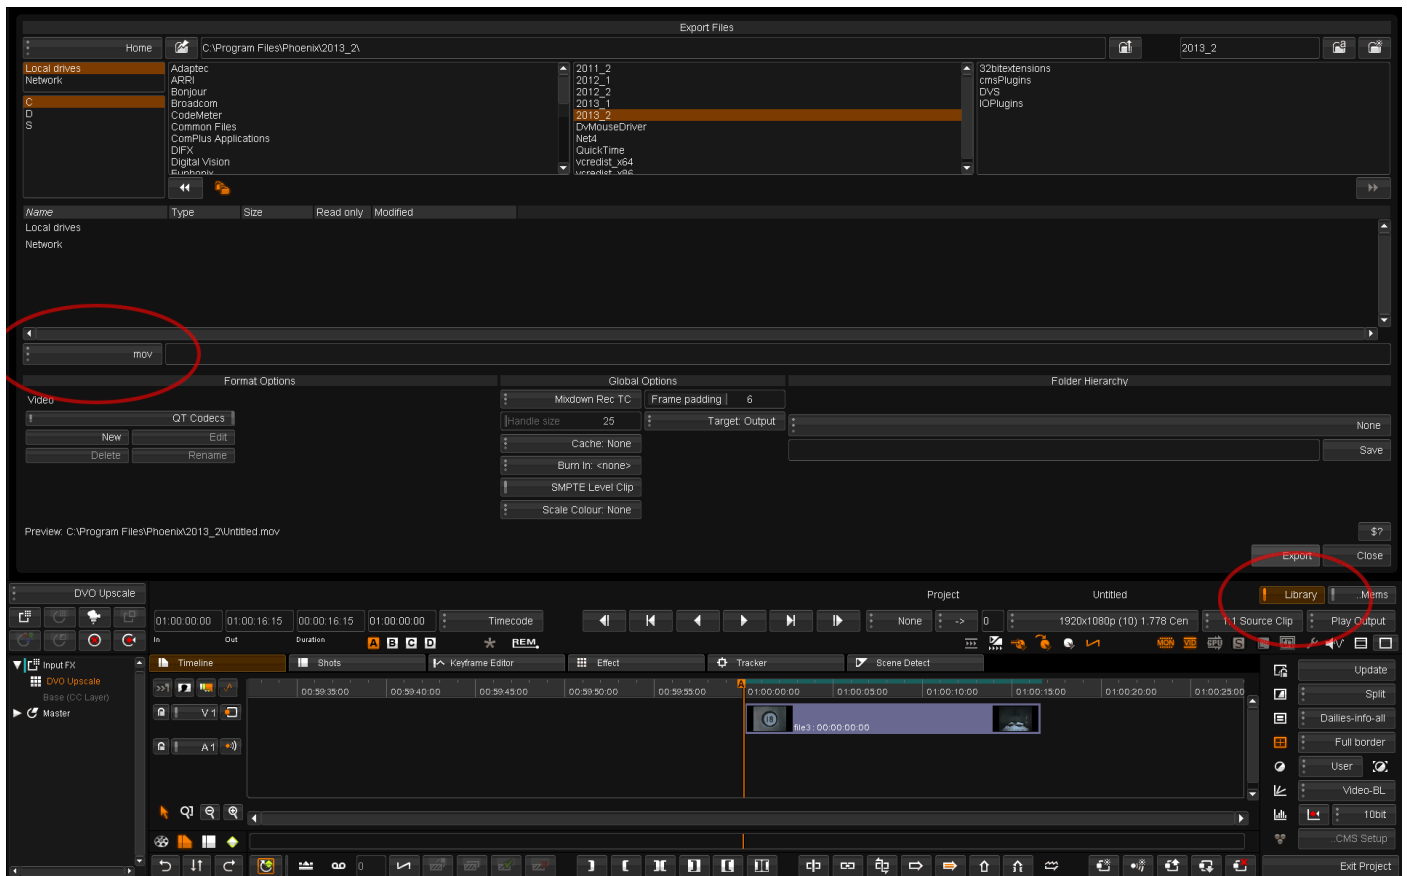 Export Files
Home
C:\Program Files\Phoenix\2013_2\
2013_2
Local drives
Network
C
D
S
Adaptec
ARRI
Bonjour
Broadcom
CodeMeter
Common Files
ComPlus Applications
DIFX
Digital Vision
Euphonix
2011_2
2012_1
2012_2
2013_1
2013_2
DvMouseDriver
Net4
QuickTime
vcredist_x64
vcredist_x86
32bitextensions
cmsPlugins
DVS
IOPlugins
Name Type Size Read only Modified
Local drives
Network
mov
Format Options
Video
QT Codecs
New Edit
Delete Rename
Global Options
Mixdown Rec TC Frame padding 6
Handle size 25 Target: Output
Cache: None
Burn In: <none>
SMPTE Level Clip
Scale Colour: None
Folder Hierarchy
None
Save
Preview: C:\Program Files\Phoenix\2013_2\Untitled.mov
$?
Export Close
DVO Upscale
Project Untitled Library ..Mems
01:00:00:00 01:00:16:15 00:00:16:15 01:00:00:00 Timecode None -> 0 1920x1080p (10) 1.778 Cen 1:1 Source Clip Play Output
In Out Duration A B C D REM.
MON VID GPU S
Input FX
DVO Upscale
Base (CC Layer)
Master
Timeline Shots Keyframe Editor Effect Tracker Scene Detect
00:59:35:00 00:59:40:00 00:59:45:00 00:59:50:00 00:59:55:00 01:00:00:00 01:00:05:00 01:00:10:00 01:00:15:00 01:00:20:00 01:00:25:00
A
V 1
file3 : 00:00:00:00
A 1
0
Update
Split
Dailies-info-all
Full border
User
Video-BL
10bit
..CMS Setup
Exit Project